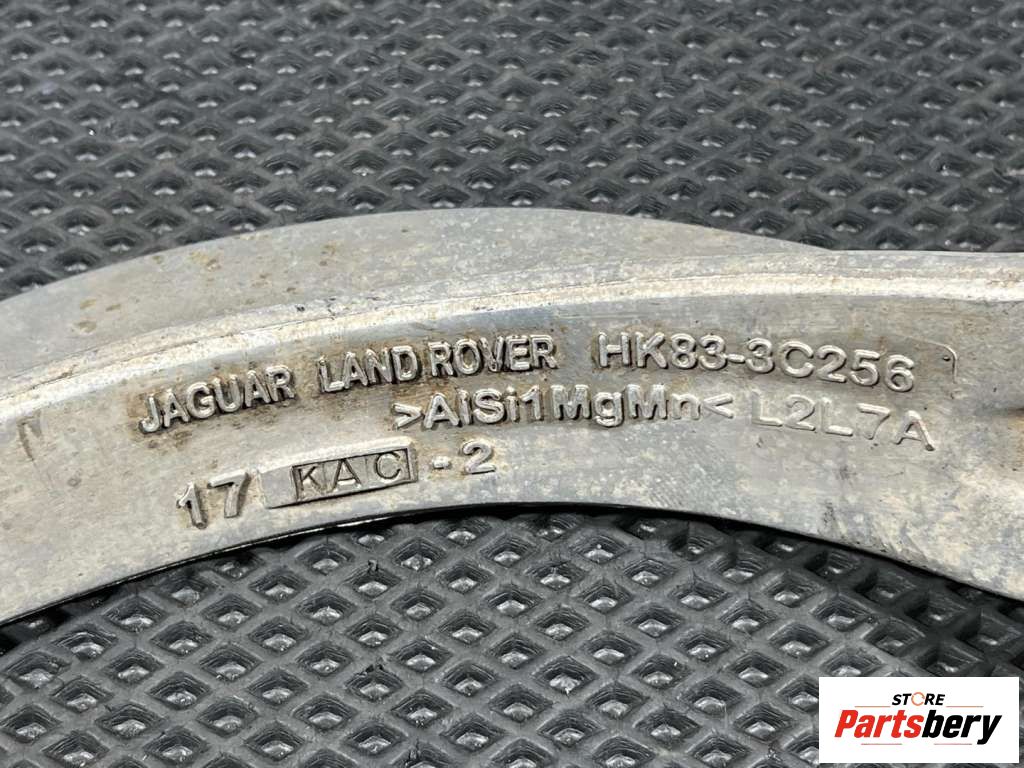 JAGUAR LAND ROVER HK83-3C256
>AlSi1MgMn< L2L7A
17 KAC -2
STORE
Partsbery